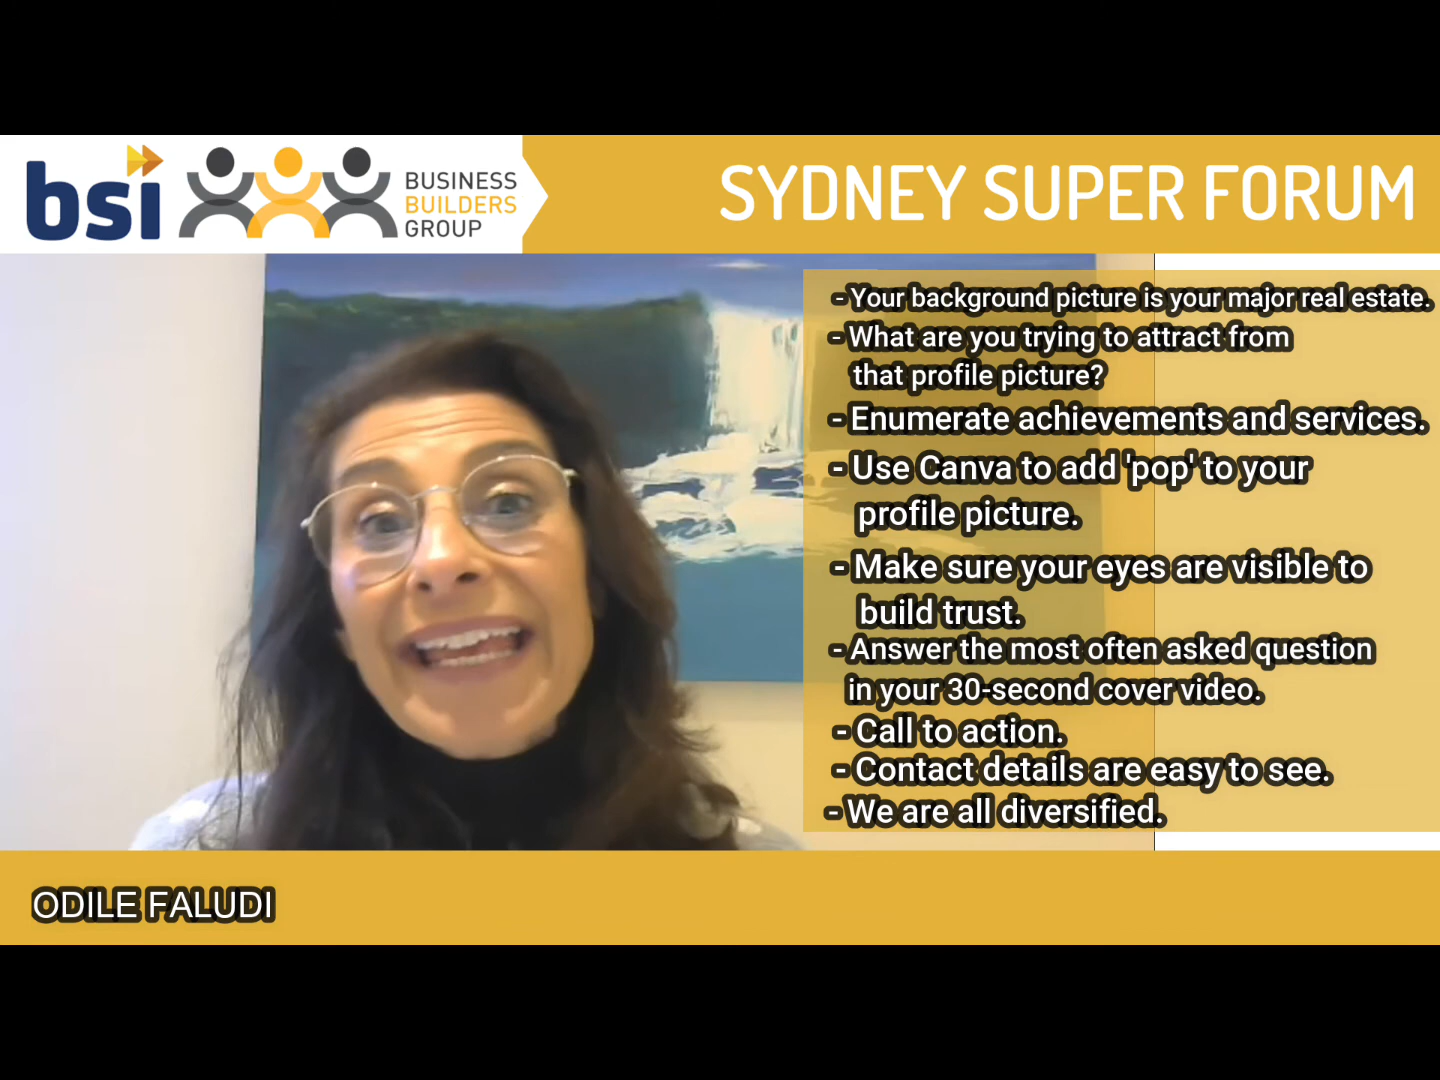 bsi
BUSINESS
BUILDERS
GROUP
SYDNEY SUPER FORUM
- Your background picture is your major real estate.
- What are you trying to attract from
that profile picture?
- Enumerate achievements and services.
- Use Canva to add 'pop' to your
profile picture.
- Make sure your eyes are visible to
build trust.
- Answer the most often asked question
in your 30-second cover video.
- Call to action.
- Contact details are easy to see.
- We are all diversified.
ODILE FALUDI